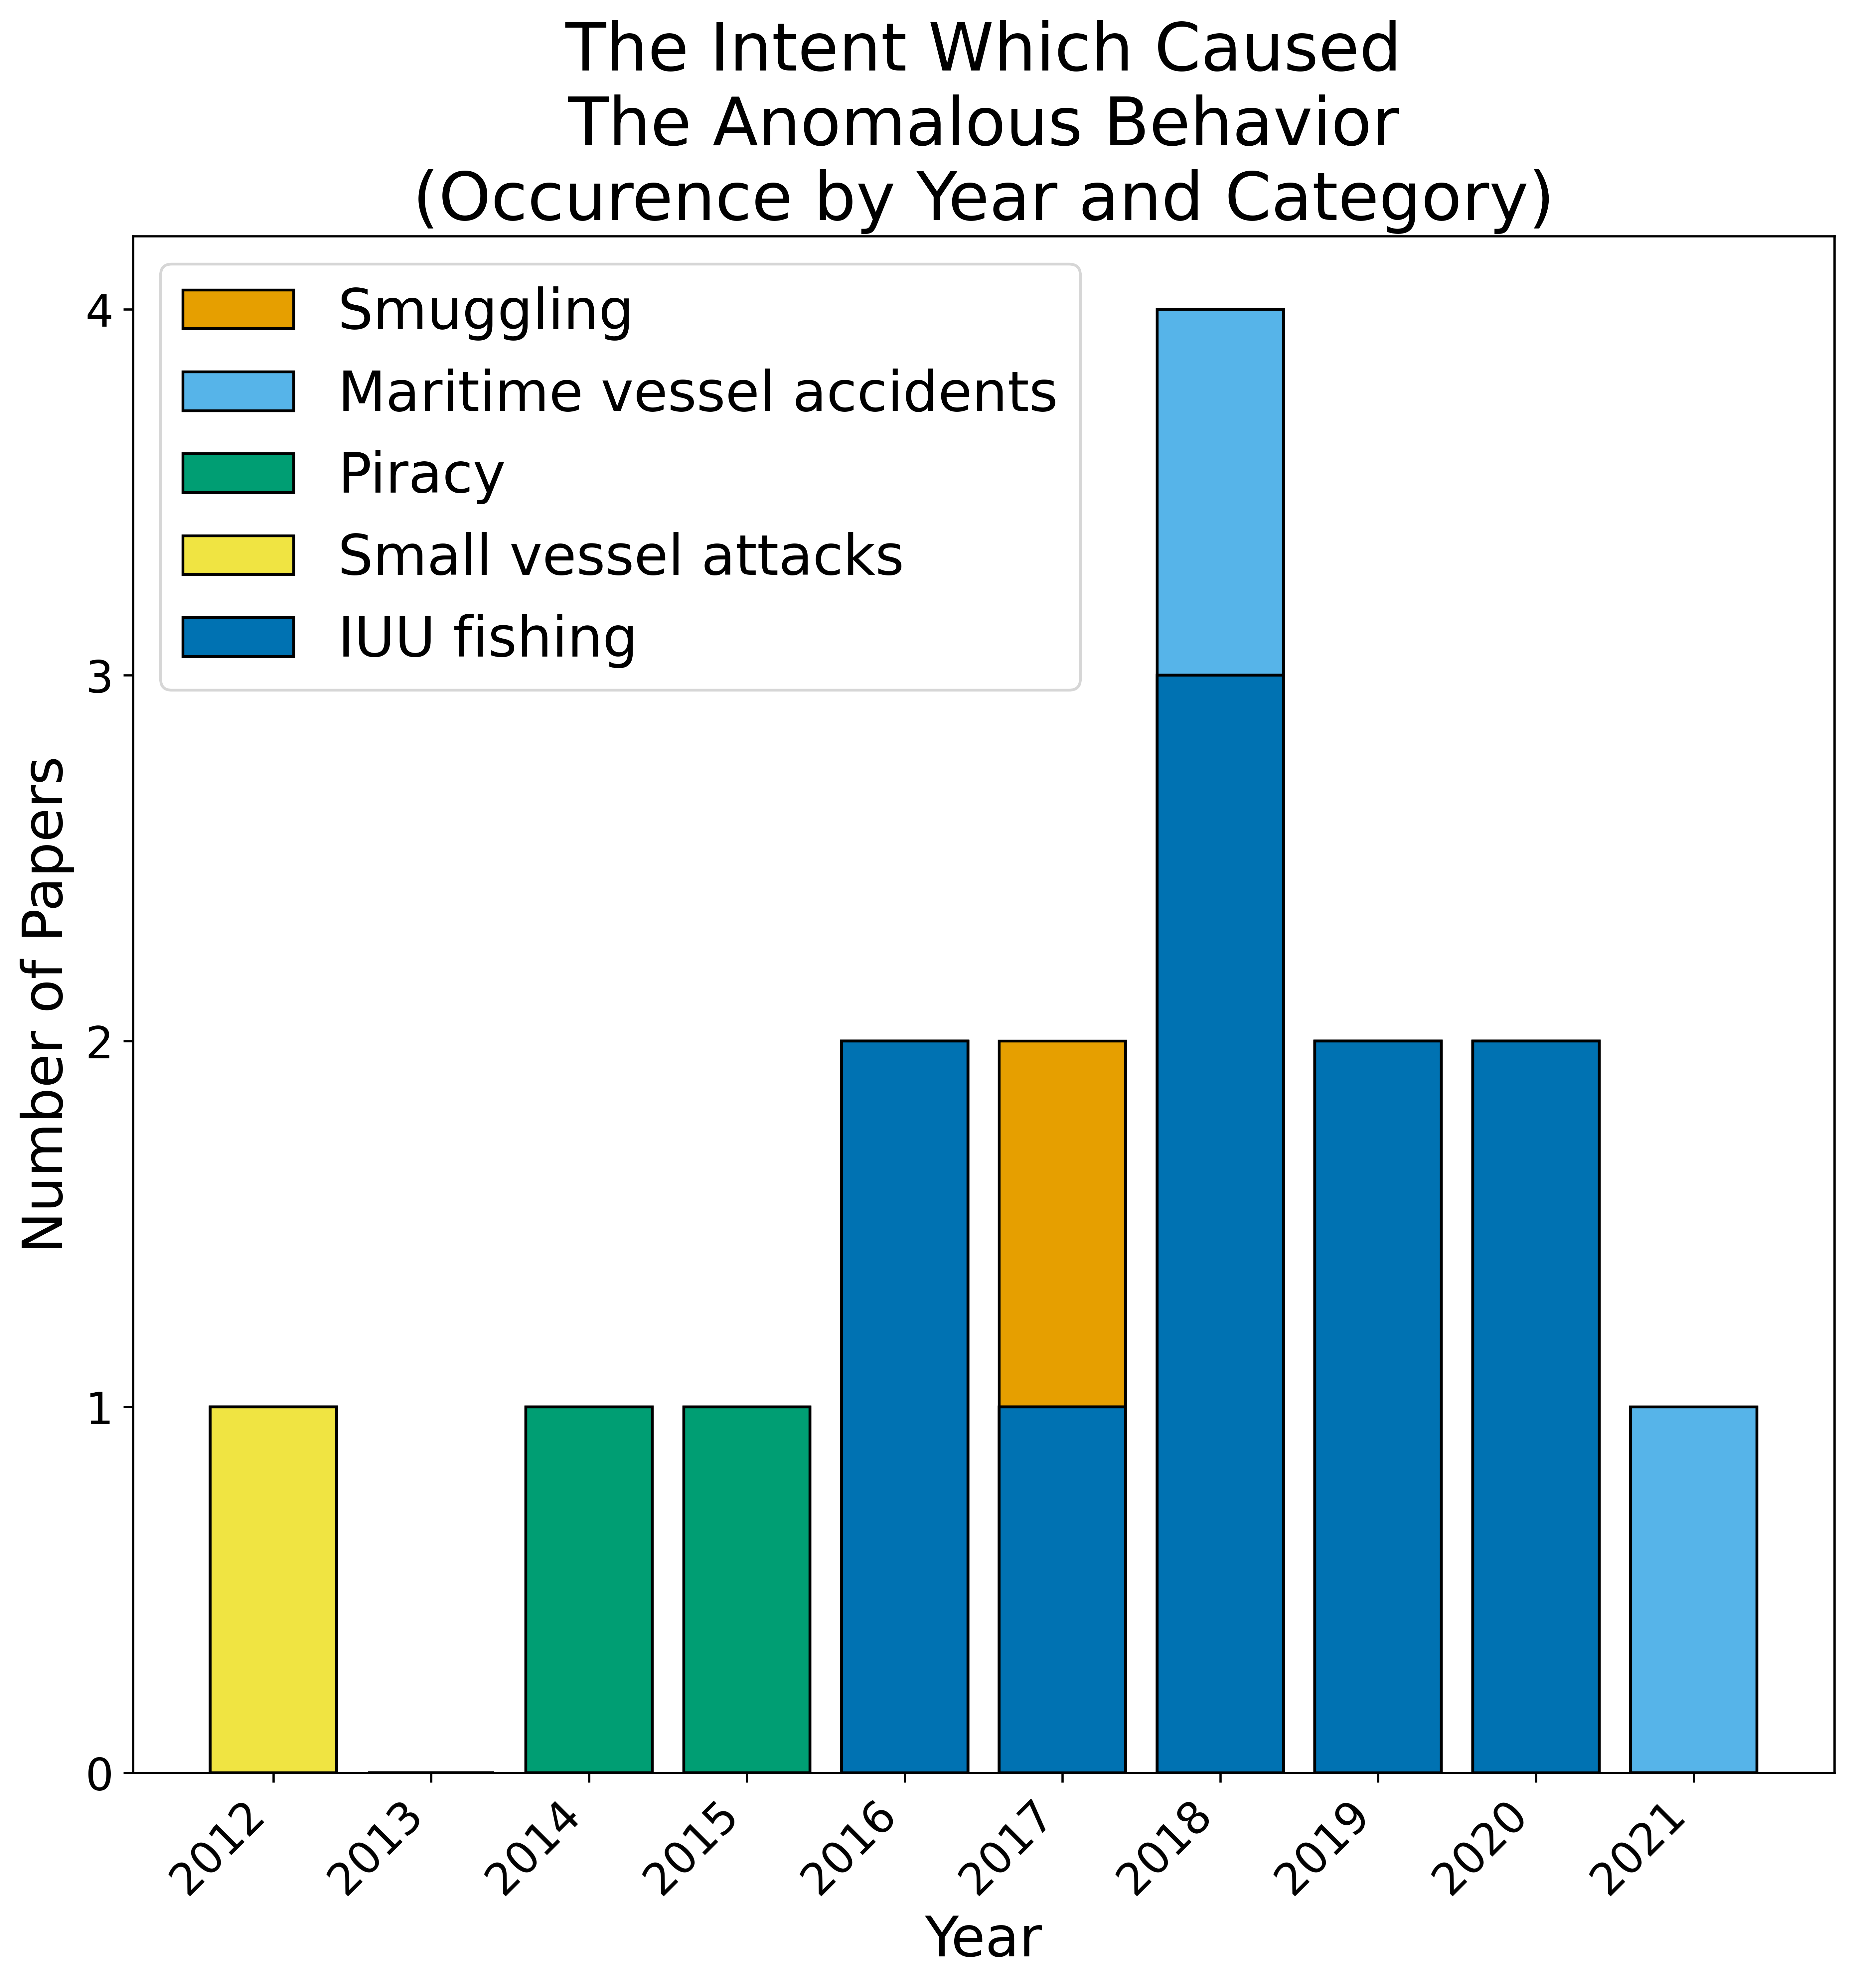 The Intent Which Caused
The Anomalous Behavior
(Occurence by Year and Category)
Smuggling
Maritime vessel accidents
Piracy
Small vessel attacks
IUU fishing
Number of Papers
4
3
2
1
0
2012
2013
2014
2015
2016
2017
2018
2019
2020
2021
Year